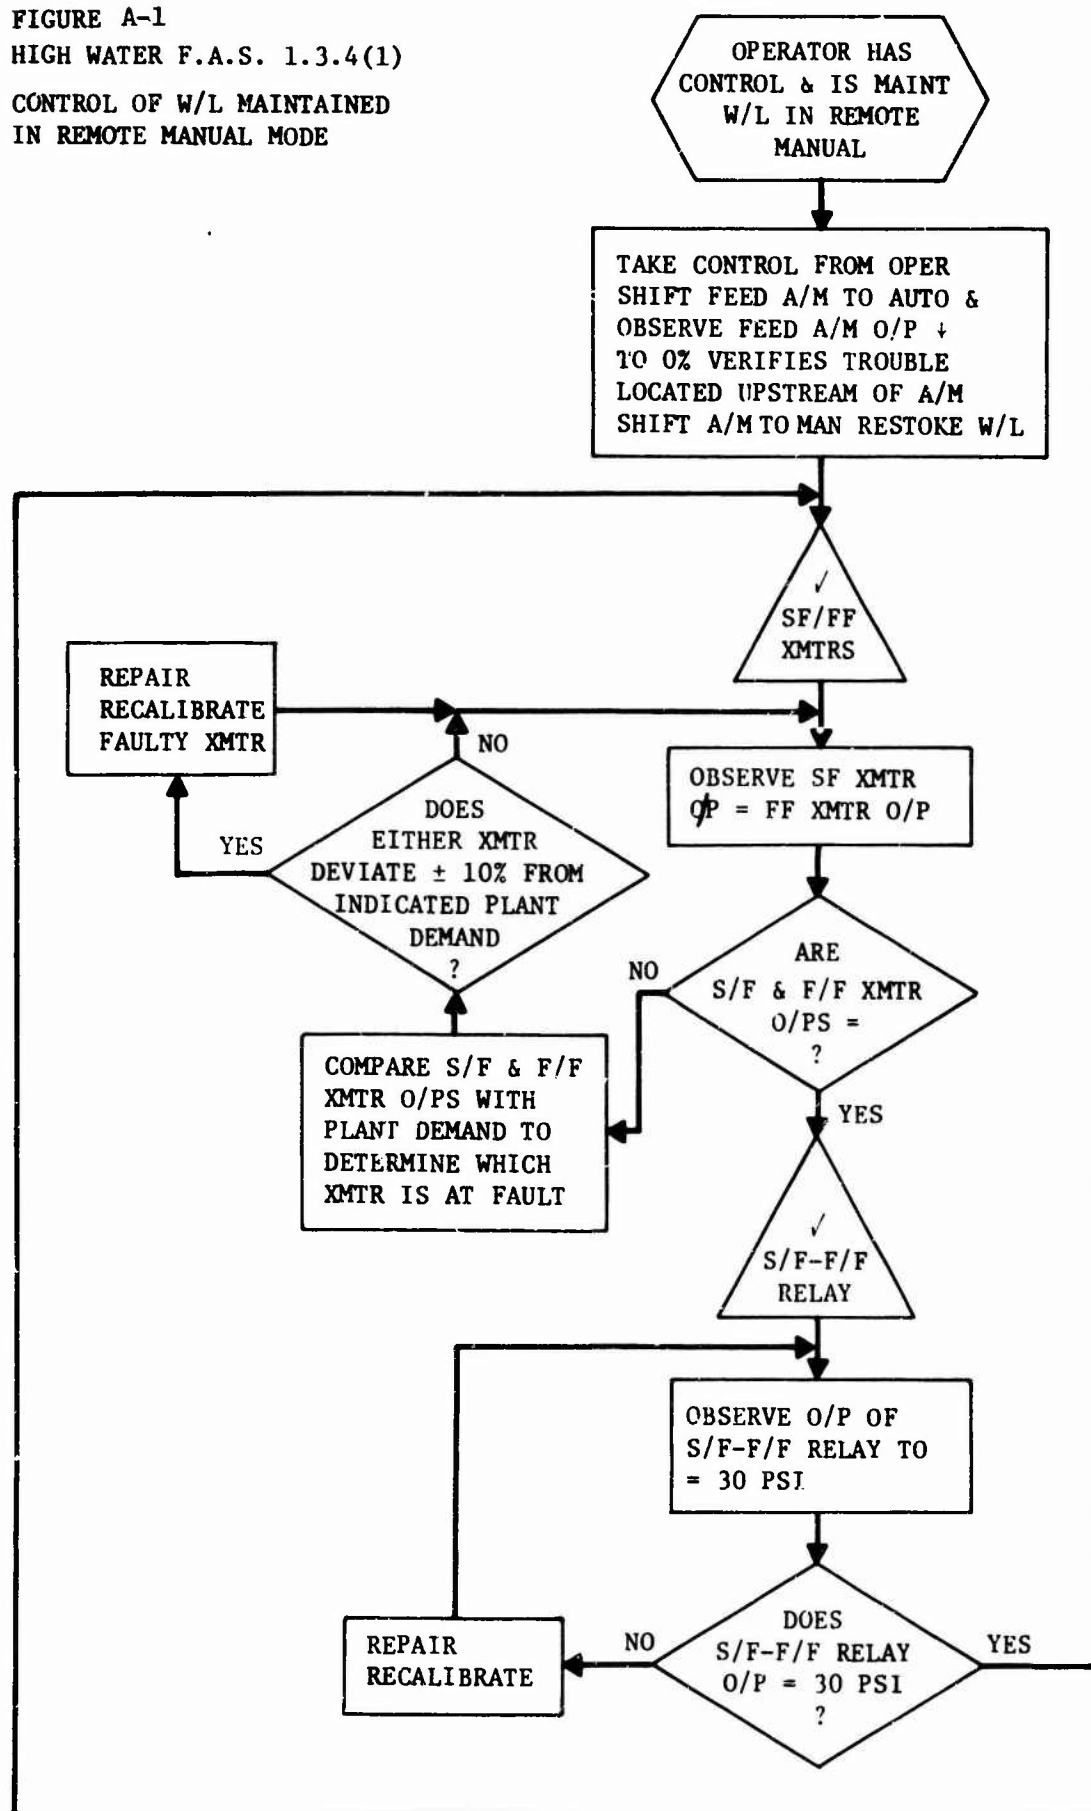 FIGURE A-1
HIGH WATER F.A.S. 1.3.4(1)
CONTROL OF W/L MAINTAINED
IN REMOTE MANUAL MODE
OPERATOR HAS
CONTROL & IS MAINT
W/L IN REMOTE
MANUAL
TAKE CONTROL FROM OPER
SHIFT FEED A/M TO AUTO &
OBSERVE FEED A/M O/P ↓
TO 0% VERIFIES TROUBLE
LOCATED UPSTREAM OF A/M
SHIFT A/M TO MAN RESTOKE W/L
✓
SF/FF
XMTRS
REPAIR
RECALIBRATE
FAULTY XMTR
NO
OBSERVE SF XMTR
O/P = FF XMTR O/P
YES
DOES
EITHER XMTR
DEVIATE ± 10% FROM
INDICATED PLANT
DEMAND
?
NO
ARE
S/F & F/F XMTR
O/PS =
?
COMPARE S/F & F/F
XMTR O/PS WITH
PLANT DEMAND TO
DETERMINE WHICH
XMTR IS AT FAULT
YES
✓
S/F-F/F
RELAY
OBSERVE O/P OF
S/F-F/F RELAY TO
= 30 PSI
REPAIR
RECALIBRATE
NO
DOES
S/F-F/F RELAY
O/P = 30 PSI
?
YES